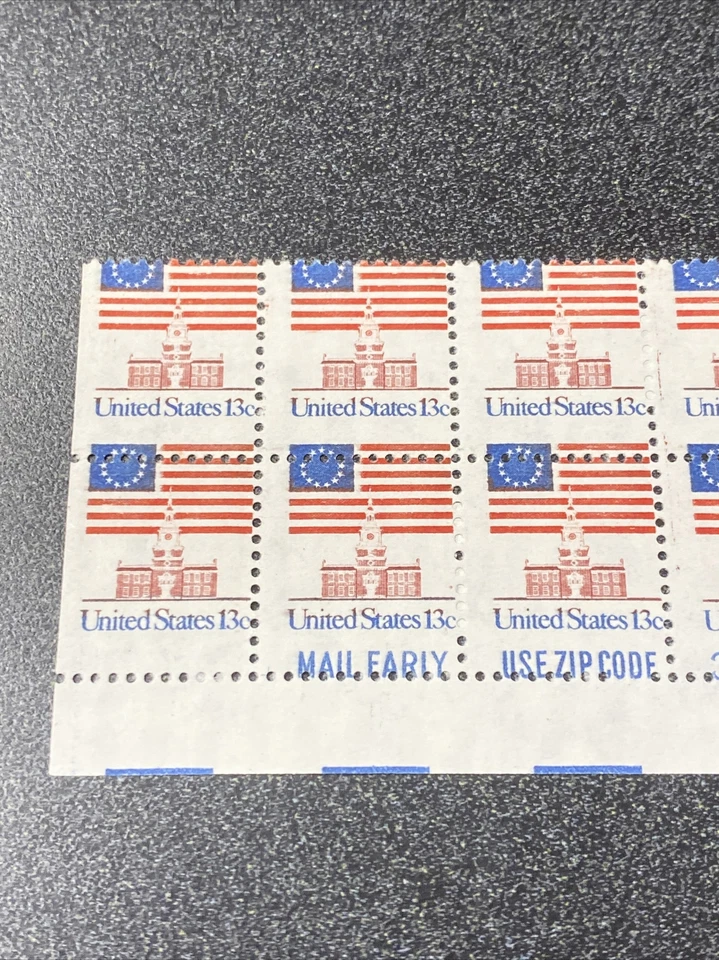 United States 13c United States 13c United States 13c Un
United States 13c United States 13c United States 13c U
MAIL EARLY USE ZIP CODE